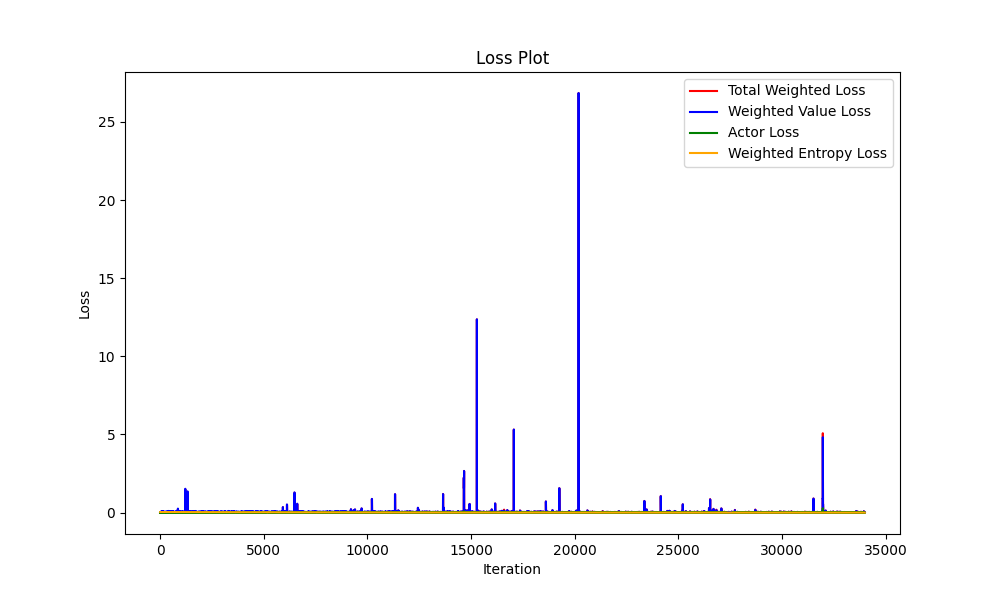 Loss Plot
Total Weighted Loss
Weighted Value Loss
Actor Loss
Weighted Entropy Loss
25
20
15
10
5
0
Loss
0 5000 10000 15000 20000 25000 30000 35000
Iteration